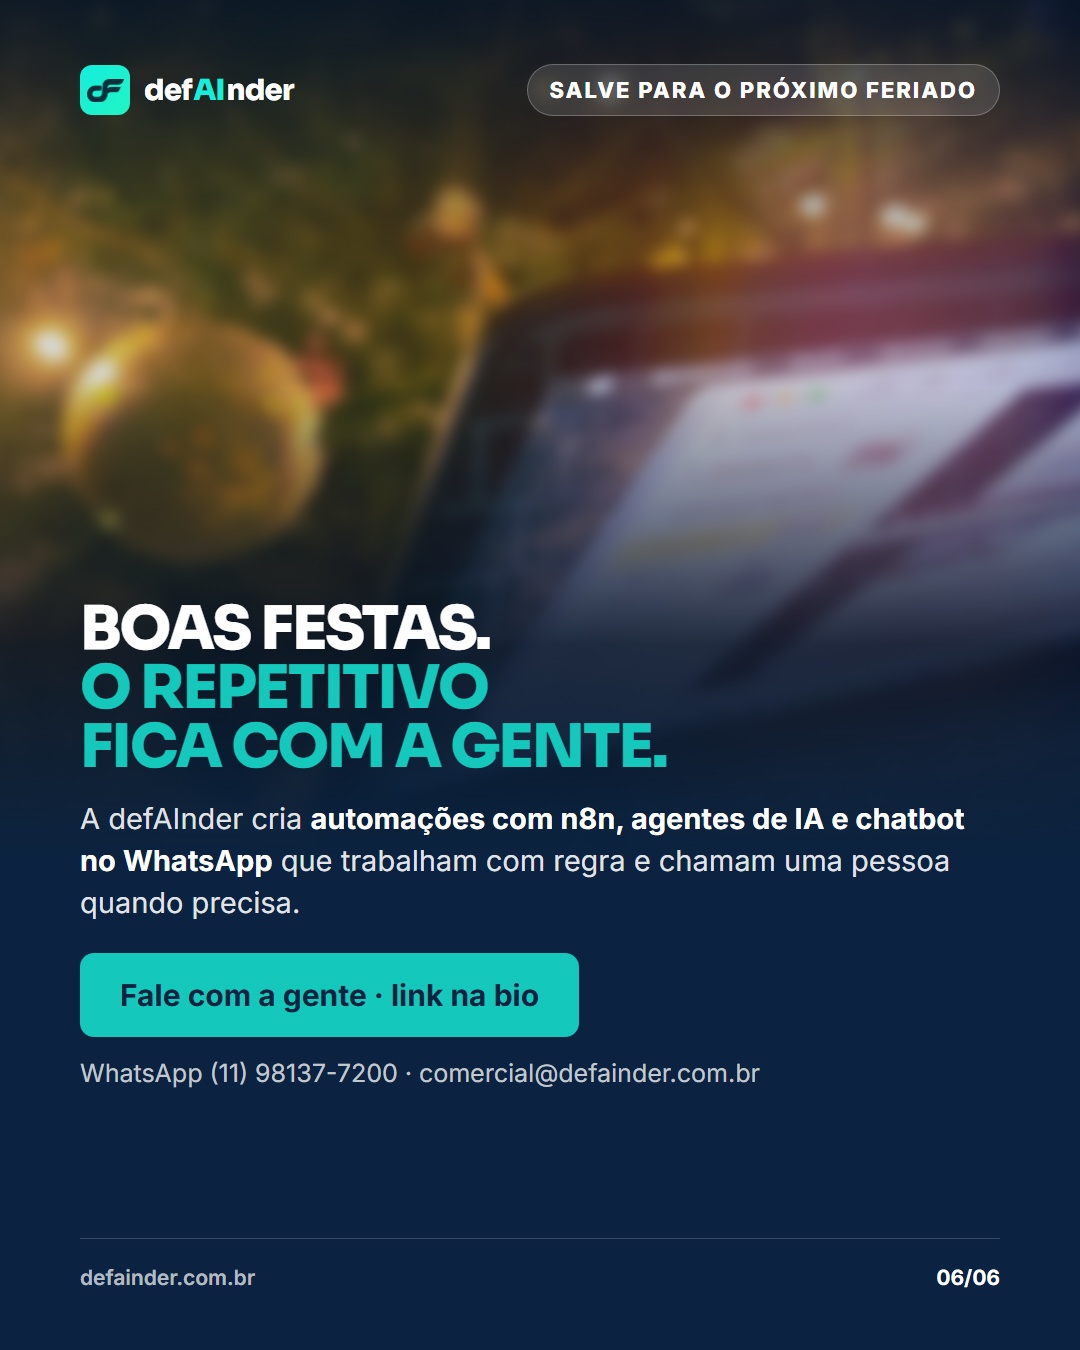 defAInder
SALVE PARA O PRÓXIMO FERIADO
BOAS FESTAS.
O REPETITIVO
FICA COM A GENTE.
A defAInder cria automações com n8n, agentes de IA e chatbot
no WhatsApp que trabalham com regra e chamam uma pessoa
quando precisa.
Fale com a gente · link na bio
WhatsApp (11) 98137-7200 · comercial@defainder.com.br
defainder.com.br
06/06